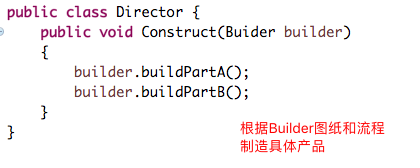 public class Director {
public void Construct(Buider builder)
{
builder.buildPartA();
builder.buildPartB();
}
}
根据Builder图纸和流程
制造具体产品